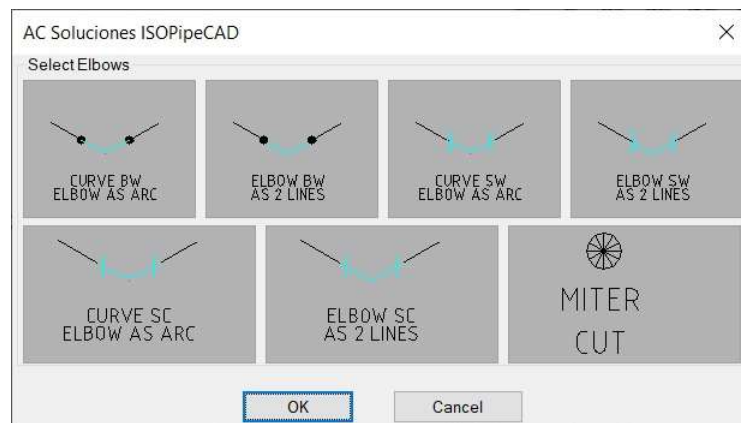 AC Soluciones ISOPipeCAD
Select Elbows
CURVE BW
ELBOW AS ARC
ELBOW BW
AS 2 LINES
CURVE SW
ELBOW AS ARC
ELBOW SW
AS 2 LINES
CURVE SC
ELBOW AS ARC
ELBOW SC
AS 2 LINES
MITER
CUT
OK
Cancel